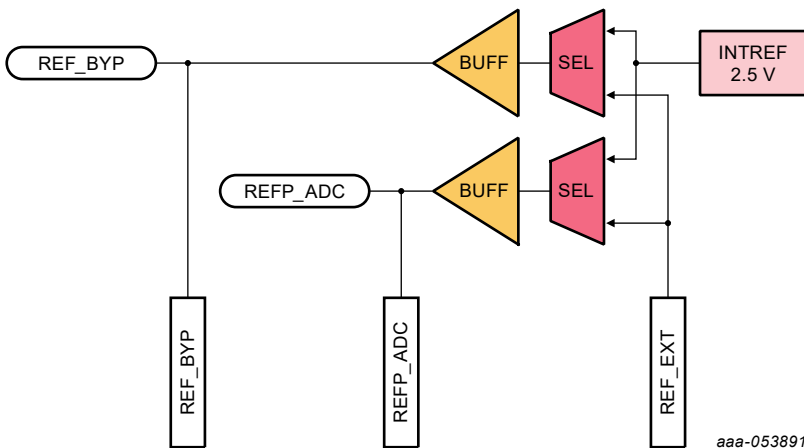 REF_BYP
BUFF
SEL
INTREF
2.5 V
REFP_ADC
BUFF
SEL
REF_BYP
REFP_ADC
REF_EXT
aaa-053891